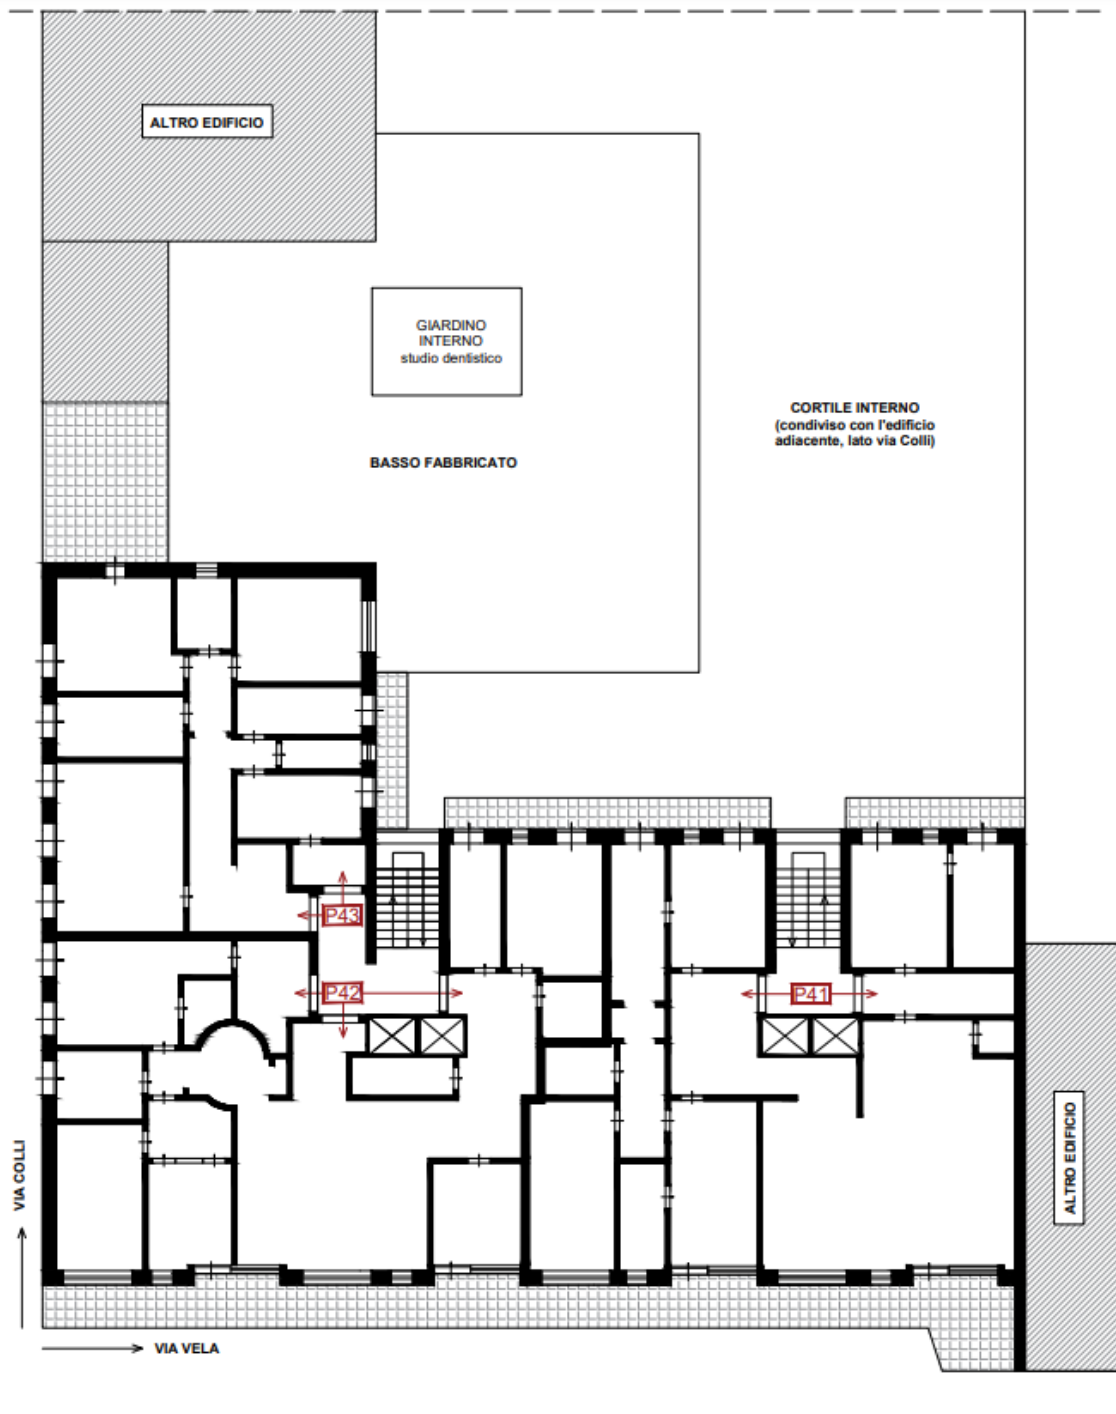 ALTRO EDIFICIO
GIARDINO
INTERNO
studio dentistico
CORTILE INTERNO
(condiviso con l'edificio
adiacente, lato via Colli)
BASSO FABBRICATO
P43
P42
P41
ALTRO EDIFICIO
VIA COLLI
VIA VELA